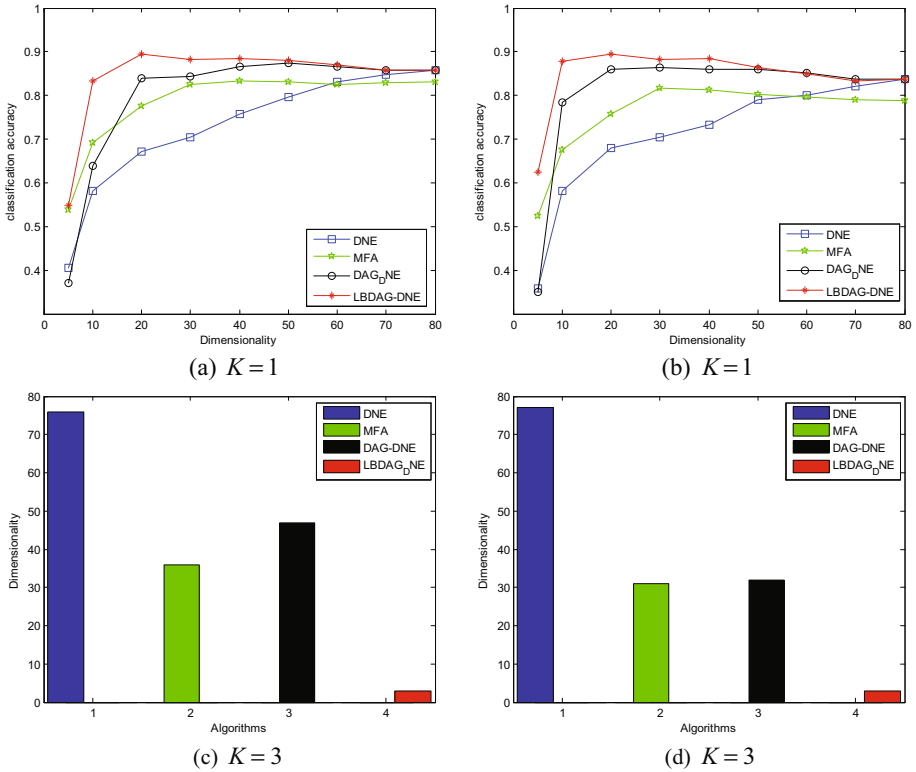 1
0.9
0.8
0.7
0.6
0.5
0.4
classification accuracy
0 10 20 30 40 50 60 70 80
Dimensionality
DNE
MFA
DAG_DNE
LBDAG-DNE
(a) K = 1
1
0.9
0.8
0.7
0.6
0.5
0.4
classification accuracy
0 10 20 30 40 50 60 70 80
Dimensionality
DNE
MFA
DAG_DNE
LBDAG-DNE
(b) K = 1
80
70
60
50
40
30
20
10
0
Dimensionality
1 2 3 4
Algorithms
DNE
MFA
DAG-DNE
LBDAG_DNE
(c) K = 3
80
70
60
50
40
30
20
10
0
Dimensionality
1 2 3 4
Algorithms
DNE
MFA
DAG-DNE
LBDAG_DNE
(d) K = 3